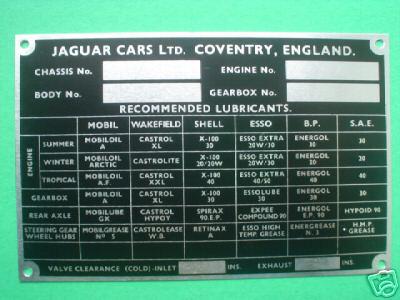 JAGUAR CARS LTD. COVENTRY, ENGLAND.
CHASSIS No. ENGINE No.
BODY No. GEARBOX No.
RECOMMENDED LUBRICANTS.
MOBIL WAKEFIELD SHELL ESSO B.P. S.A.E.
ENGINE
SUMMER MOBILOIL A CASTROL XL X-100 30 ESSO EXTRA 20W/30 ENERGOL 30 30
WINTER MOBILOIL ARCTIC CASTROLITE X-100 20/20W ESSO EXTRA 20W/30 ENERGOL 20 20
TROPICAL MOBILOIL A.F. CASTROL XXL X-100 40 ESSO EXTRA 40/50 ENERGOL 40 40
GEARBOX MOBILOIL A CASTROL XL X-100 30 ESSOLUBE 30 ENERGOL 30 30
REAR AXLE MOBILUBE GX CASTROL HYPOY SPIRAX 90.E.P. EXPEE COMPOUND 90 ENERGOL E.P. 90 HYPOID 90
STEERING GEAR WHEEL HUBS MOBILGREASE No 5 CASTROLEASE W.B. RETINAX A ESSO HIGH TEMP GREASE ENERGREASE N. 3 H.M.P. GREASE
VALVE CLEARANCE (COLD)-INLET INS. EXHAUST INS.